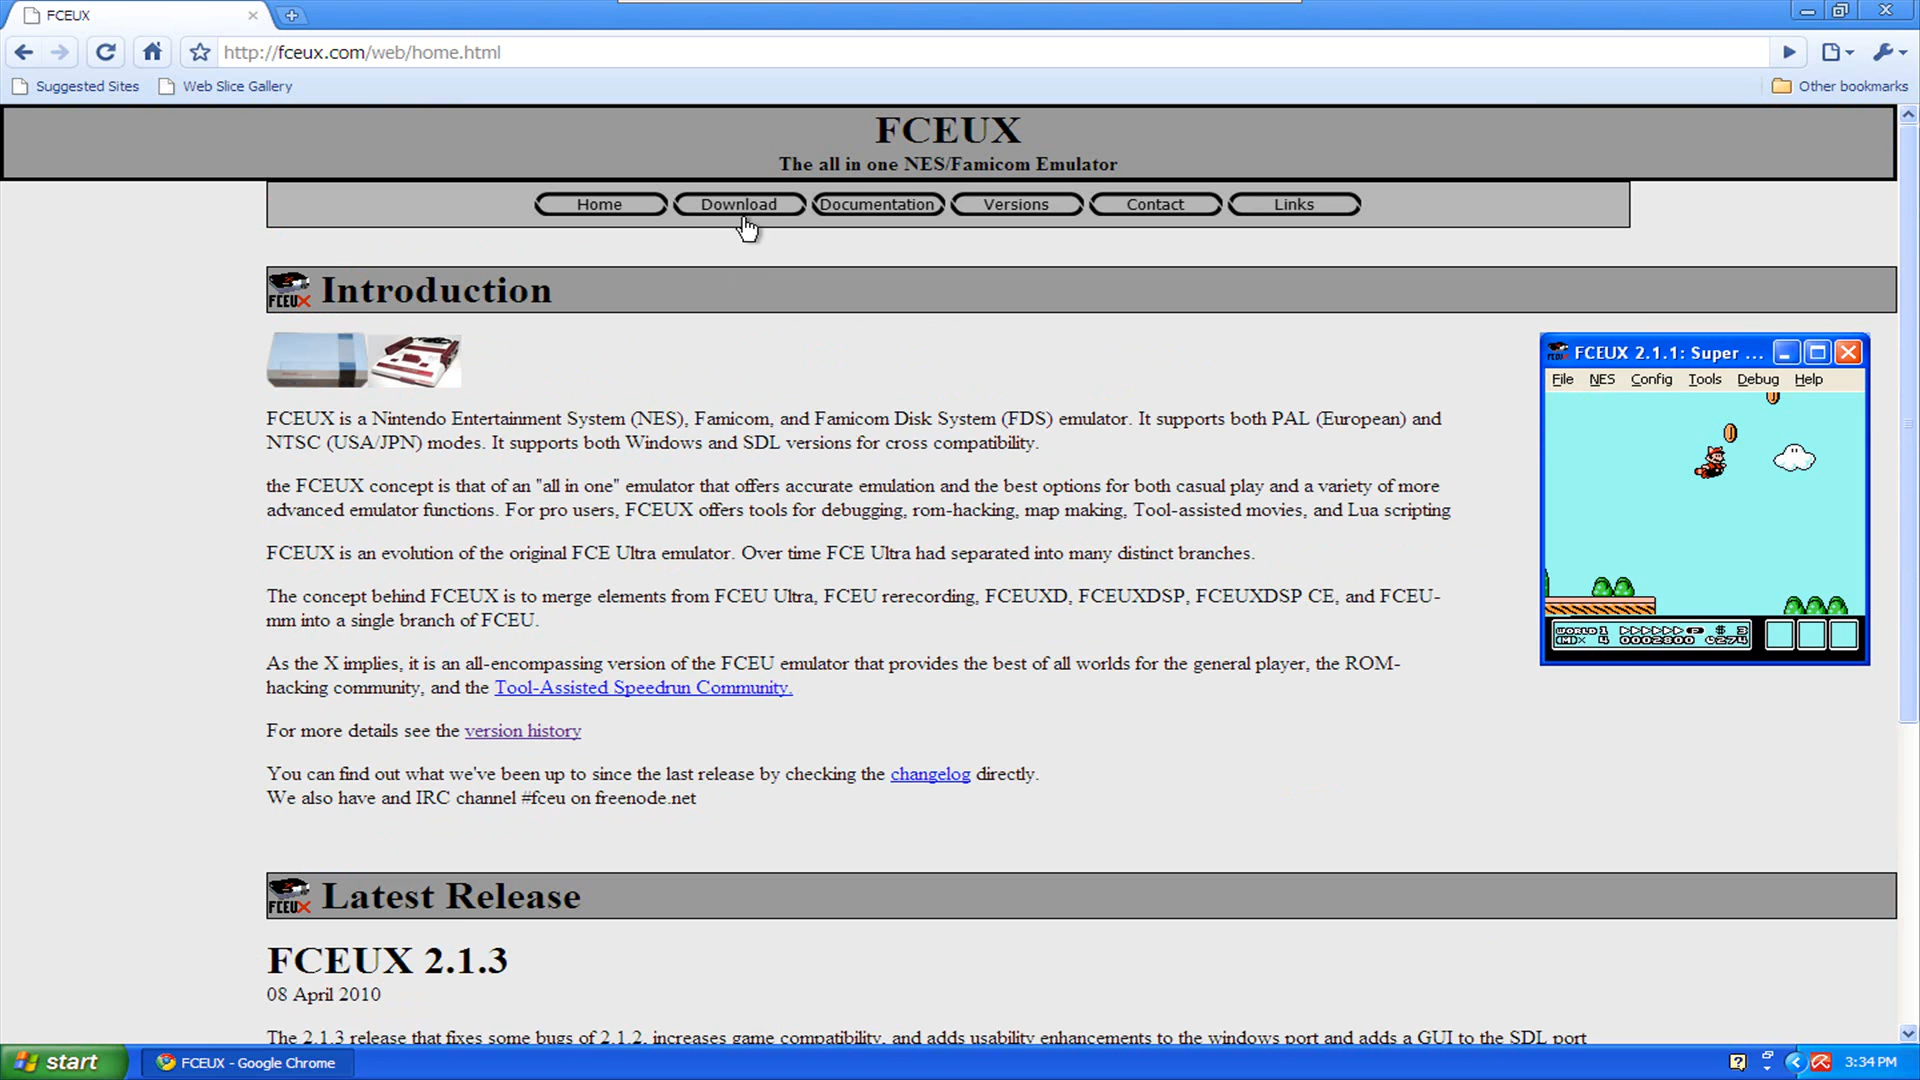 FCEUX
http://fceux.com/web/home.html
Suggested Sites Web Slice Gallery Other bookmarks
FCEUX
The all in one NES/Famicom Emulator
Home Download Documentation Versions Contact Links
FCEUX Introduction
FCEUX 2.1.1: Super ...
File NES Config Tools Debug Help
WORLD 1 P $ 3
4 0002800 274
FCEUX is a Nintendo Entertainment System (NES), Famicom, and Famicom Disk System (FDS) emulator. It supports both PAL (European) and
NTSC (USA/JPN) modes. It supports both Windows and SDL versions for cross compatibility.
the FCEUX concept is that of an "all in one" emulator that offers accurate emulation and the best options for both casual play and a variety of more
advanced emulator functions. For pro users, FCEUX offers tools for debugging, rom-hacking, map making, Tool-assisted movies, and Lua scripting
FCEUX is an evolution of the original FCE Ultra emulator. Over time FCE Ultra had separated into many distinct branches.
The concept behind FCEUX is to merge elements from FCEU Ultra, FCEU rerecording, FCEUXD, FCEUXDSP, FCEUXDSP CE, and FCEU-
mm into a single branch of FCEU.
As the X implies, it is an all-encompassing version of the FCEU emulator that provides the best of all worlds for the general player, the ROM-
hacking community, and the Tool-Assisted Speedrun Community.
For more details see the version history
You can find out what we've been up to since the last release by checking the changelog directly.
We also have and IRC channel #fceu on freenode.net
FCEUX Latest Release
FCEUX 2.1.3
08 April 2010
The 2.1.3 release that fixes some bugs of 2.1.2, increases game compatibility, and adds usability enhancements to the windows port and adds a GUI to the SDL port
start FCEUX - Google Chrome 3:34 PM